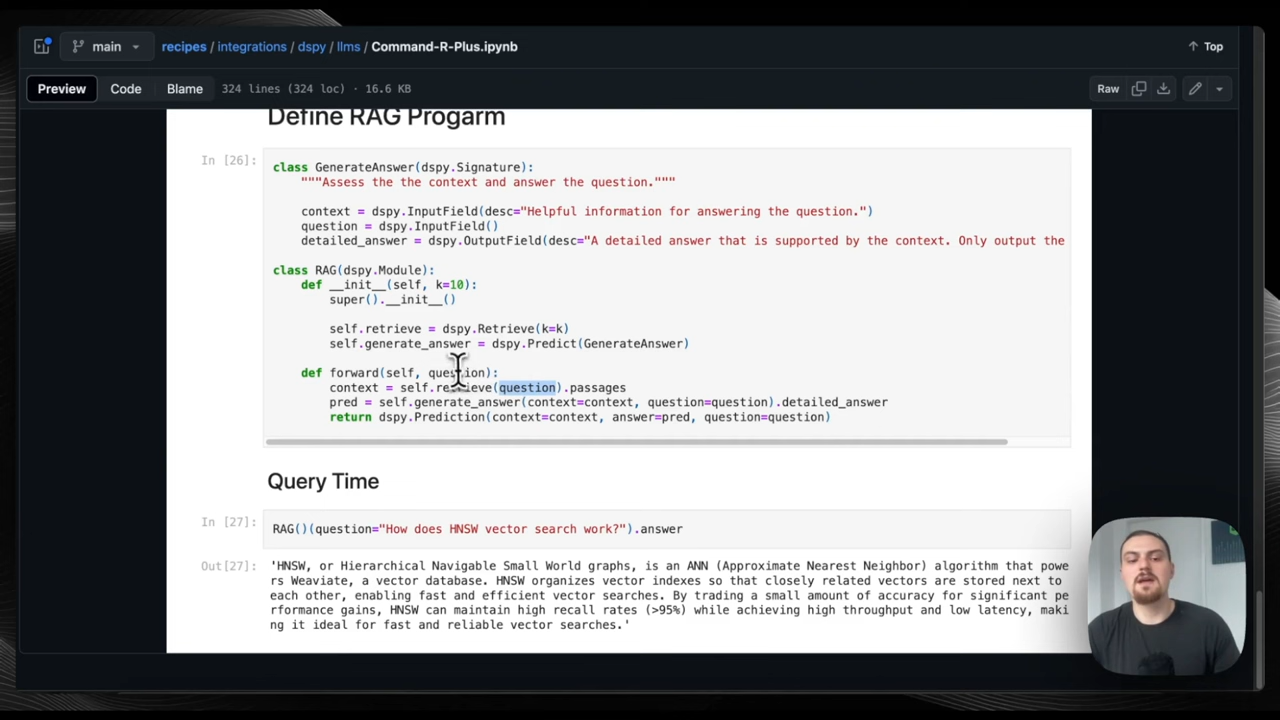 main
recipes / integrations / dspy / llms / Command-R-Plus.ipynb
Top
Preview Code Blame 324 lines (324 loc) · 16.6 KB
Raw
Define RAG Progarm
In [26]:
class GenerateAnswer(dspy.Signature):
    """Assess the the context and answer the question."""
    context = dspy.InputField(desc="Helpful information for answering the question.")
    question = dspy.InputField()
    detailed_answer = dspy.OutputField(desc="A detailed answer that is supported by the context. Only output the
class RAG(dspy.Module):
    def __init__(self, k=10):
        super().__init__()
        self.retrieve = dspy.Retrieve(k=k)
        self.generate_answer = dspy.Predict(GenerateAnswer)
    def forward(self, question):
        context = self.retrieve(question).passages
        pred = self.generate_answer(context=context, question=question).detailed_answer
        return dspy.Prediction(context=context, answer=pred, question=question)
Query Time
In [27]:
RAG()(question="How does HNSW vector search work?").answer
Out[27]:
'HNSW, or Hierarchical Navigable Small World graphs, is an ANN (Approximate Nearest Neighbor) algorithm that powe
rs Weaviate, a vector database. HNSW organizes vector indexes so that closely related vectors are stored next to
each other, enabling fast and efficient vector searches. By trading a small amount of accuracy for significant pe
rformance gains, HNSW can maintain high recall rates (>95%) while achieving high throughput and low latency, maki
ng it ideal for fast and reliable vector searches.'